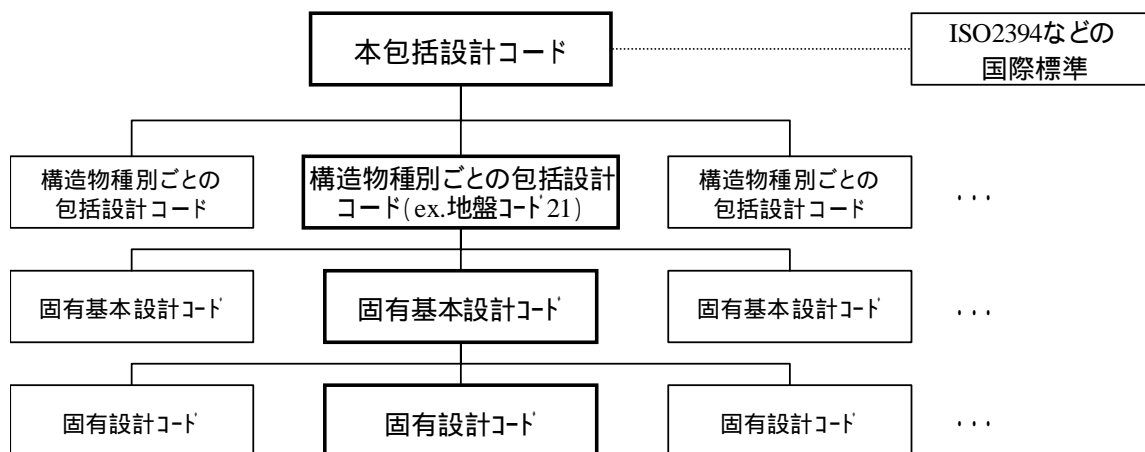 本包括設計コード
ISO2394などの
国際標準
構造物種別ごとの
包括設計コード
構造物種別ごとの包括設計
コード(ex.地盤コード21)
構造物種別ごとの
包括設計コード
・・・
固有基本設計コード
固有基本設計コード
固有基本設計コード
・・・
固有設計コード
固有設計コード
固有設計コード
・・・